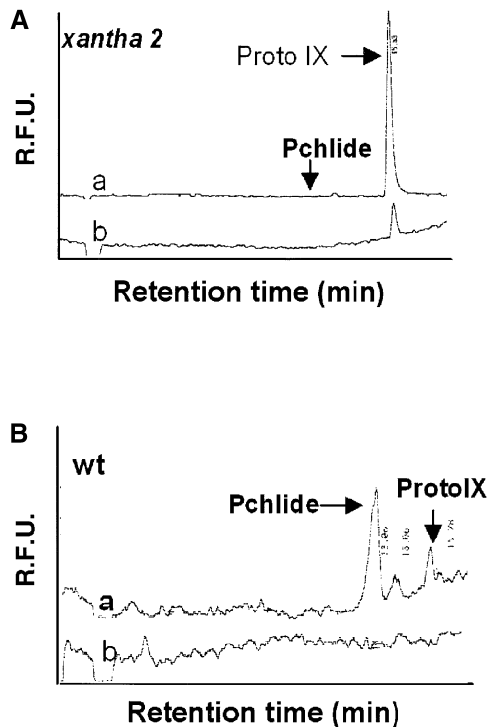 A
xantha 2
Proto IX
R.F.U.
Pchlide
a
b
Retention time (min)
B
wt
Pchlide
ProtoIX
R.F.U.
a
b
Retention time (min)